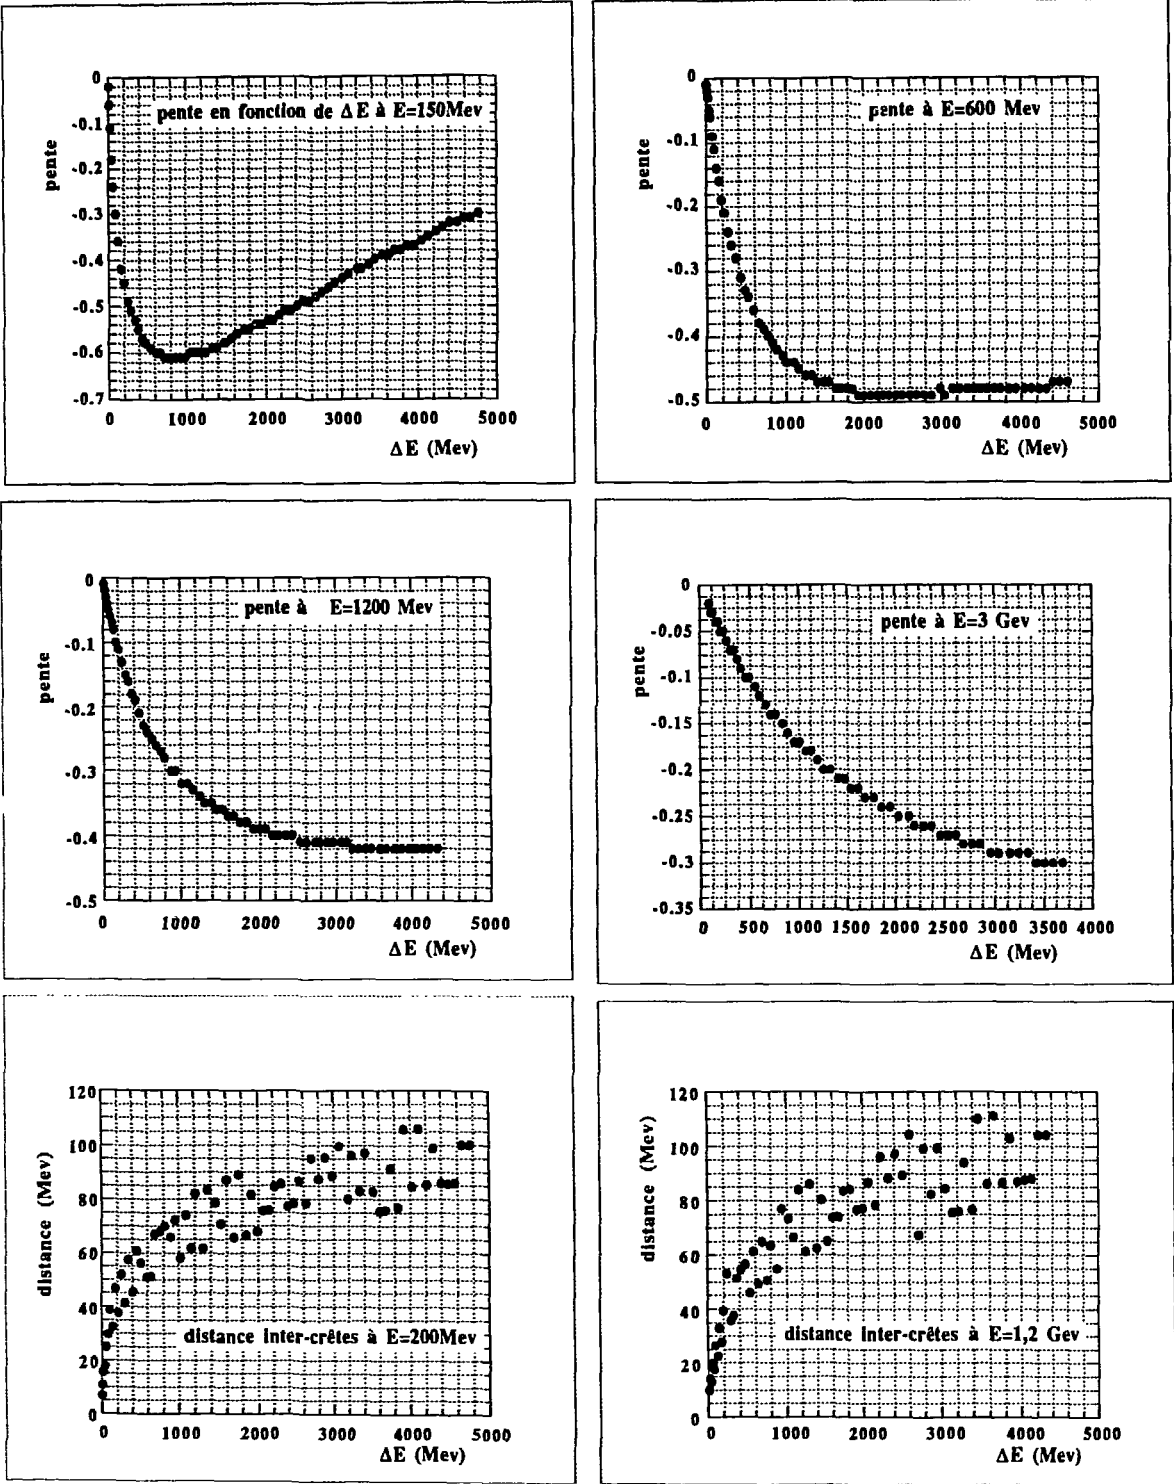 pente en fonction de ΔE à E=150Mev
pente
0
-0.1
-0.2
-0.3
-0.4
-0.5
-0.6
-0.7
0 1000 2000 3000 4000 5000
ΔE (Mev)
pente à E=600 Mev
pente
0
-0.1
-0.2
-0.3
-0.4
-0.5
0 1000 2000 3000 4000 5000
ΔE (Mev)
pente à E=1200 Mev
pente
0
-0.1
-0.2
-0.3
-0.4
-0.5
0 1000 2000 3000 4000 5000
ΔE (Mev)
pente à E=3 Gev
pente
0
-0.05
-0.1
-0.15
-0.2
-0.25
-0.3
-0.35
0 500 1000 1500 2000 2500 3000 3500 4000
ΔE (Mev)
distance (Mev)
120
100
80
60
40
20
0
distance inter-crêtes à E=200Mev
0 1000 2000 3000 4000 5000
ΔE (Mev)
distance (Mev)
120
100
80
60
40
20
0
distance inter-crêtes à E=1,2 Gev
0 1000 2000 3000 4000 5000
ΔE (Mev)